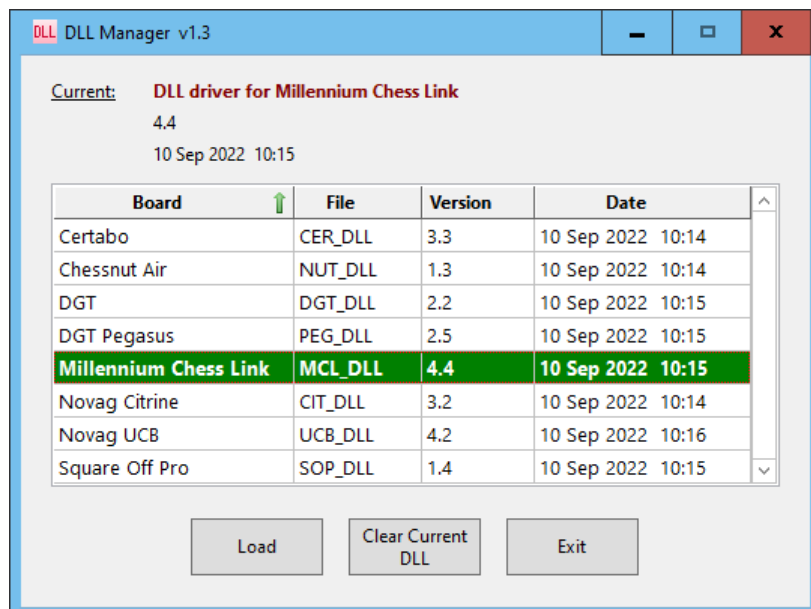 DLL DLL Manager v1.3
Current: DLL driver for Millennium Chess Link
4.4
10 Sep 2022 10:15
Board File Version Date
Certabo CER_DLL 3.3 10 Sep 2022 10:14
Chessnut Air NUT_DLL 1.3 10 Sep 2022 10:14
DGT DGT_DLL 2.2 10 Sep 2022 10:15
DGT Pegasus PEG_DLL 2.5 10 Sep 2022 10:15
Millennium Chess Link MCL_DLL 4.4 10 Sep 2022 10:15
Novag Citrine CIT_DLL 3.2 10 Sep 2022 10:14
Novag UCB UCB_DLL 4.2 10 Sep 2022 10:16
Square Off Pro SOP_DLL 1.4 10 Sep 2022 10:15
Load Clear Current DLL Exit